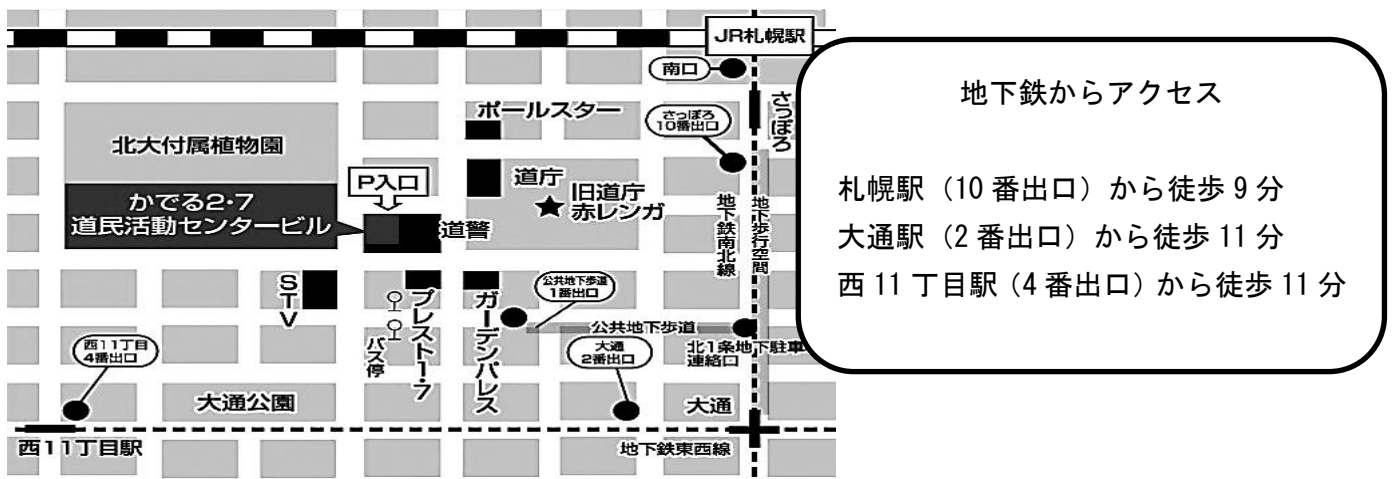 JR札幌駅
南口
さっぽろ
ポールスター
さっぽろ
10番出口
北大付属植物園
P入口
道庁
旧道庁
赤レンガ
かでる2・7
道民活動センタービル
道警
地下鉄南北線
地下歩行空間
STV
プレスト1・7
ガーデンパレス
公共地下歩道
1番出口
バス停
公共地下歩道
西11丁目
4番出口
大通
2番出口
北1条地下駐車
連絡口
大通公園
大通
西11丁目駅
地下鉄東西線
地下鉄からアクセス
札幌駅（10番出口）から徒歩9分
大通駅（2番出口）から徒歩11分
西11丁目駅（4番出口）から徒歩11分